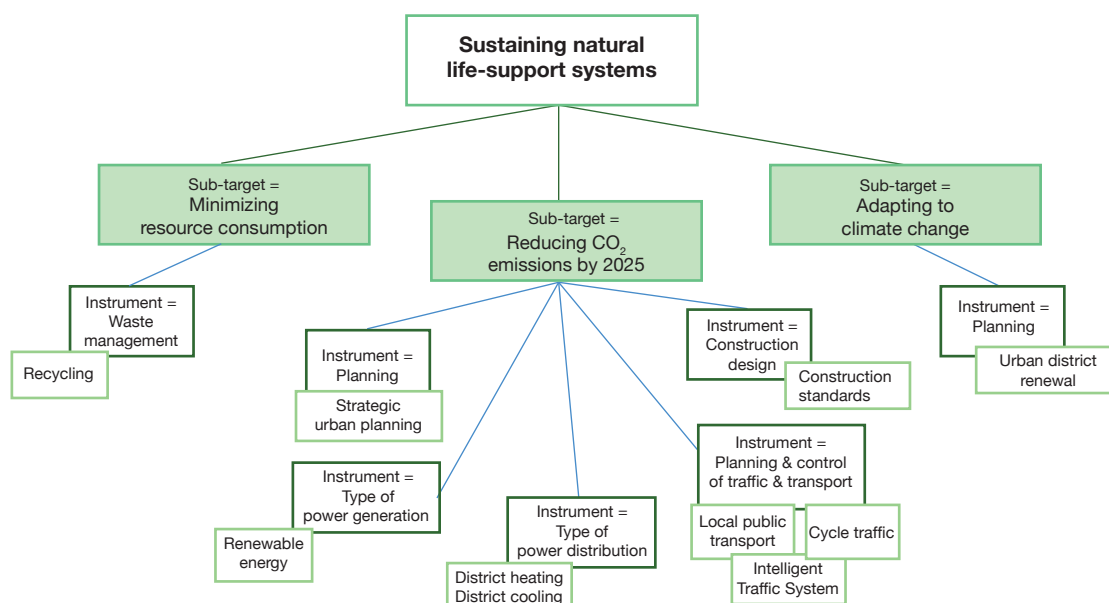 Sustaining natural
life-support systems
Sub-target =
Minimizing
resource consumption
Sub-target =
Reducing CO₂
emissions by 2025
Sub-target =
Adapting to
climate change
Instrument =
Waste
management
Recycling
Instrument =
Planning
Strategic
urban planning
Instrument =
Construction
design
Construction
standards
Instrument =
Planning
Urban district
renewal
Instrument =
Type of
power generation
Renewable
energy
Instrument =
Type of
power distribution
District heating
District cooling
Instrument =
Planning & control
of traffic & transport
Local public
transport
Cycle traffic
Intelligent
Traffic System